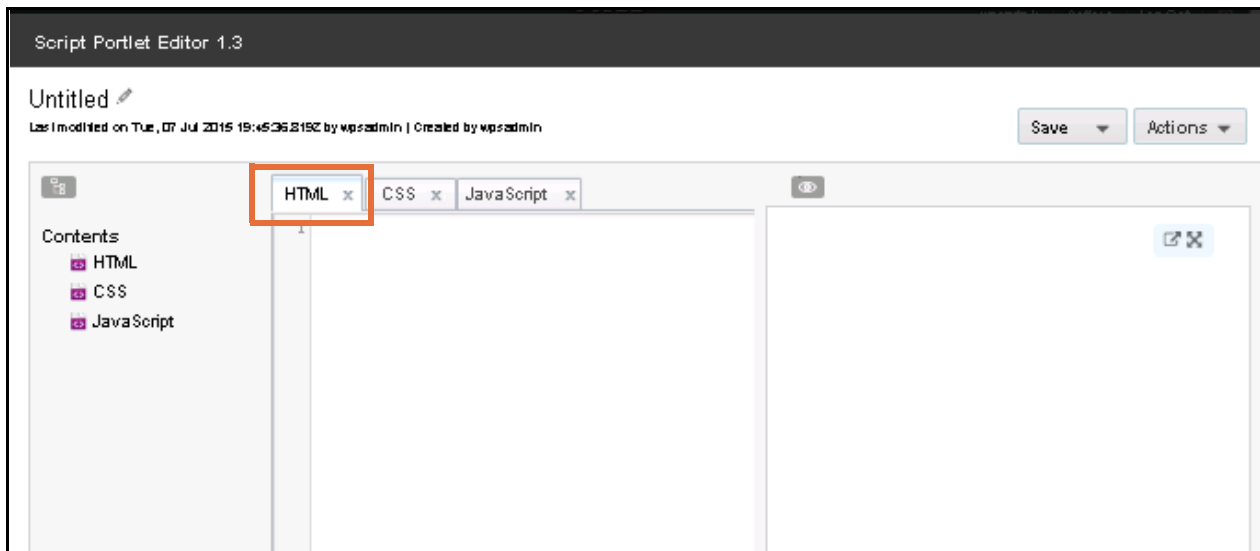 Script Portlet Editor 1.3
Untitled
Last modified on Tue, 07 Jul 2015 19:45:36.819Z by wpsadmin | Created by wpsadmin
Save
Actions
HTML x
CSS x
JavaScript x
Contents
HTML
CSS
JavaScript
1